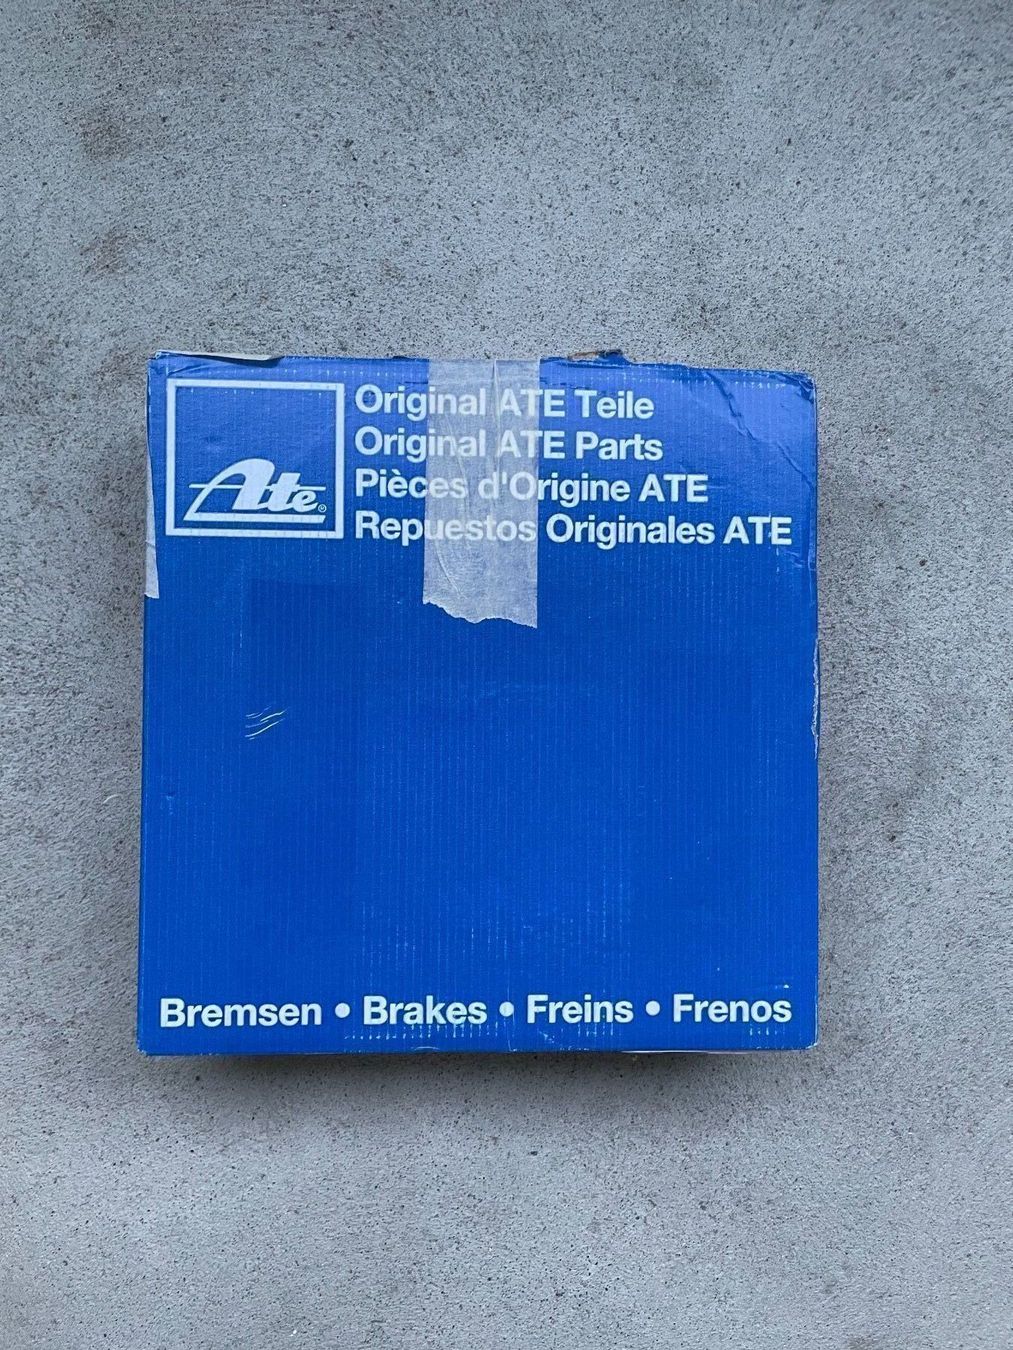 Ate®
Original ATE Teile
Original ATE Parts
Pièces d'Origine ATE
Repuestos Originales ATE
Bremsen • Brakes • Freins • Frenos